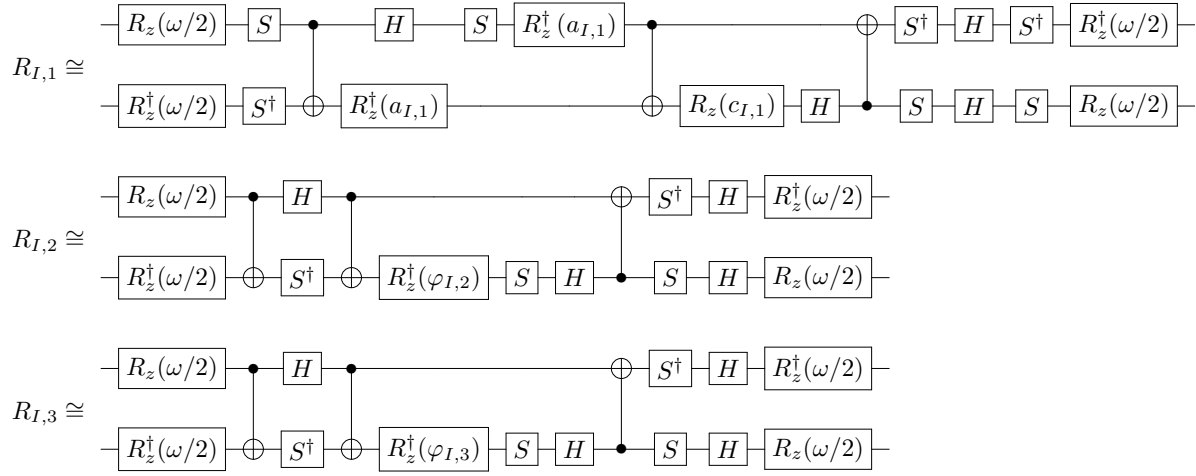 R_z(ω/2) S H S R_z^†(a_{I,1}) S^† H S^† R_z^†(ω/2)
R_{I,1} ≅
R_z^†(ω/2) S^† R_z^†(a_{I,1}) R_z(c_{I,1}) H S H S R_z(ω/2)
R_z(ω/2) H S^† H R_z^†(ω/2)
R_{I,2} ≅
R_z^†(ω/2) S^† R_z^†(φ_{I,2}) S H S H R_z(ω/2)
R_z(ω/2) H S^† H R_z^†(ω/2)
R_{I,3} ≅
R_z^†(ω/2) S^† R_z^†(φ_{I,3}) S H S H R_z(ω/2)